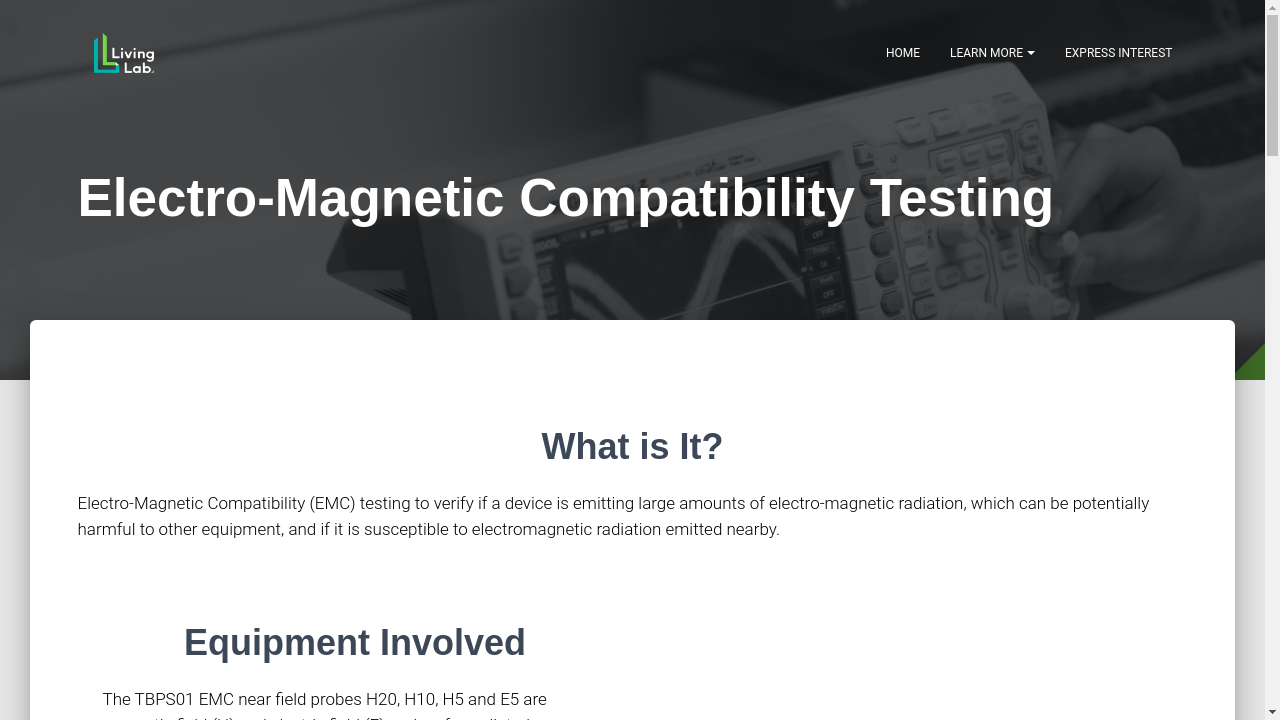 Living
Lab.
HOME
LEARN MORE
EXPRESS INTEREST
Electro-Magnetic Compatibility Testing
What is It?
Electro-Magnetic Compatibility (EMC) testing to verify if a device is emitting large amounts of electro-magnetic radiation, which can be potentially
harmful to other equipment, and if it is susceptible to electromagnetic radiation emitted nearby.
Equipment Involved
The TBPS01 EMC near field probes H20, H10, H5 and E5 are